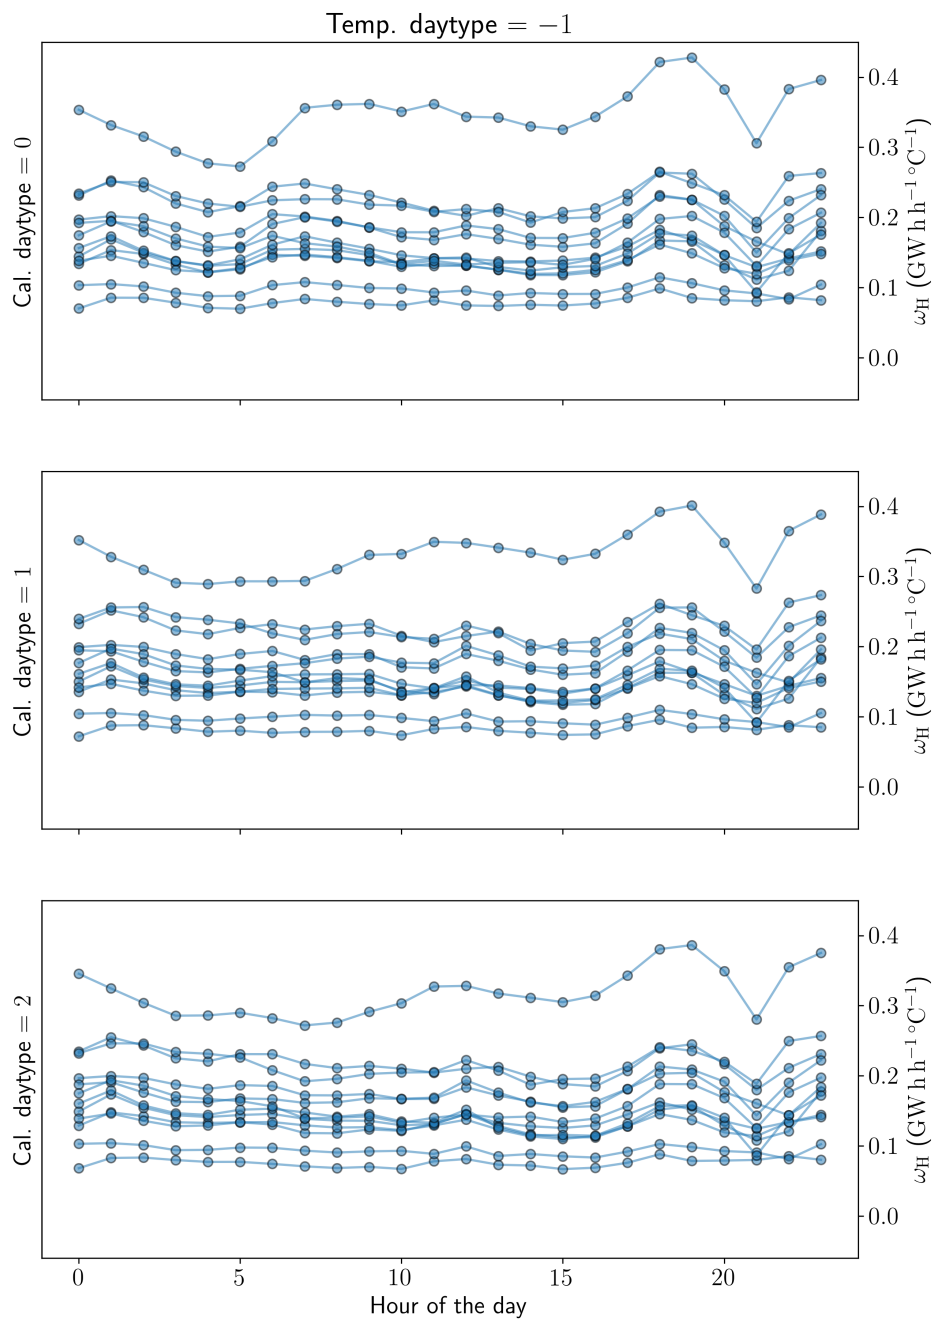 Temp. daytype = −1
Cal. daytype = 0
0.4
0.3
0.2
0.1
0.0
ω_H (GW h h⁻¹ °C⁻¹)
Cal. daytype = 1
0.4
0.3
0.2
0.1
0.0
ω_H (GW h h⁻¹ °C⁻¹)
Cal. daytype = 2
0.4
0.3
0.2
0.1
0.0
ω_H (GW h h⁻¹ °C⁻¹)
0 5 10 15 20
Hour of the day